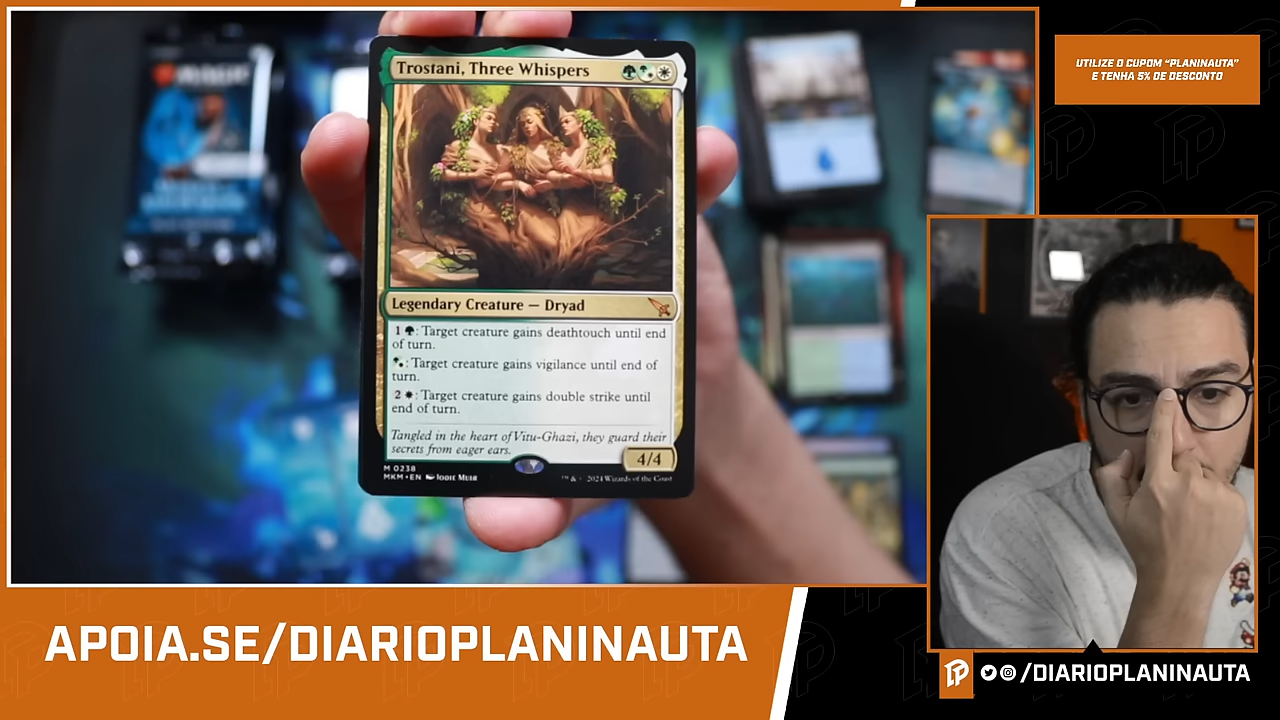 UTILIZE O CUPOM “PLANINAUTA”
E TENHA 5% DE DESCONTO
MAGIC
Trostani, Three Whispers
Legendary Creature — Dryad
1 : Target creature gains deathtouch until end
of turn.
: Target creature gains vigilance until end of
turn.
2 : Target creature gains double strike until
end of turn.
Tangled in the heart of Vitu-Ghazi, they guard their
secrets from eager ears.
4/4
M 0238
MKM • EN Jodie Muir
™ & © 2024 Wizards of the Coast
APOIA.SE/DIARIOPLANINAUTA
/DIARIOPLANINAUTA